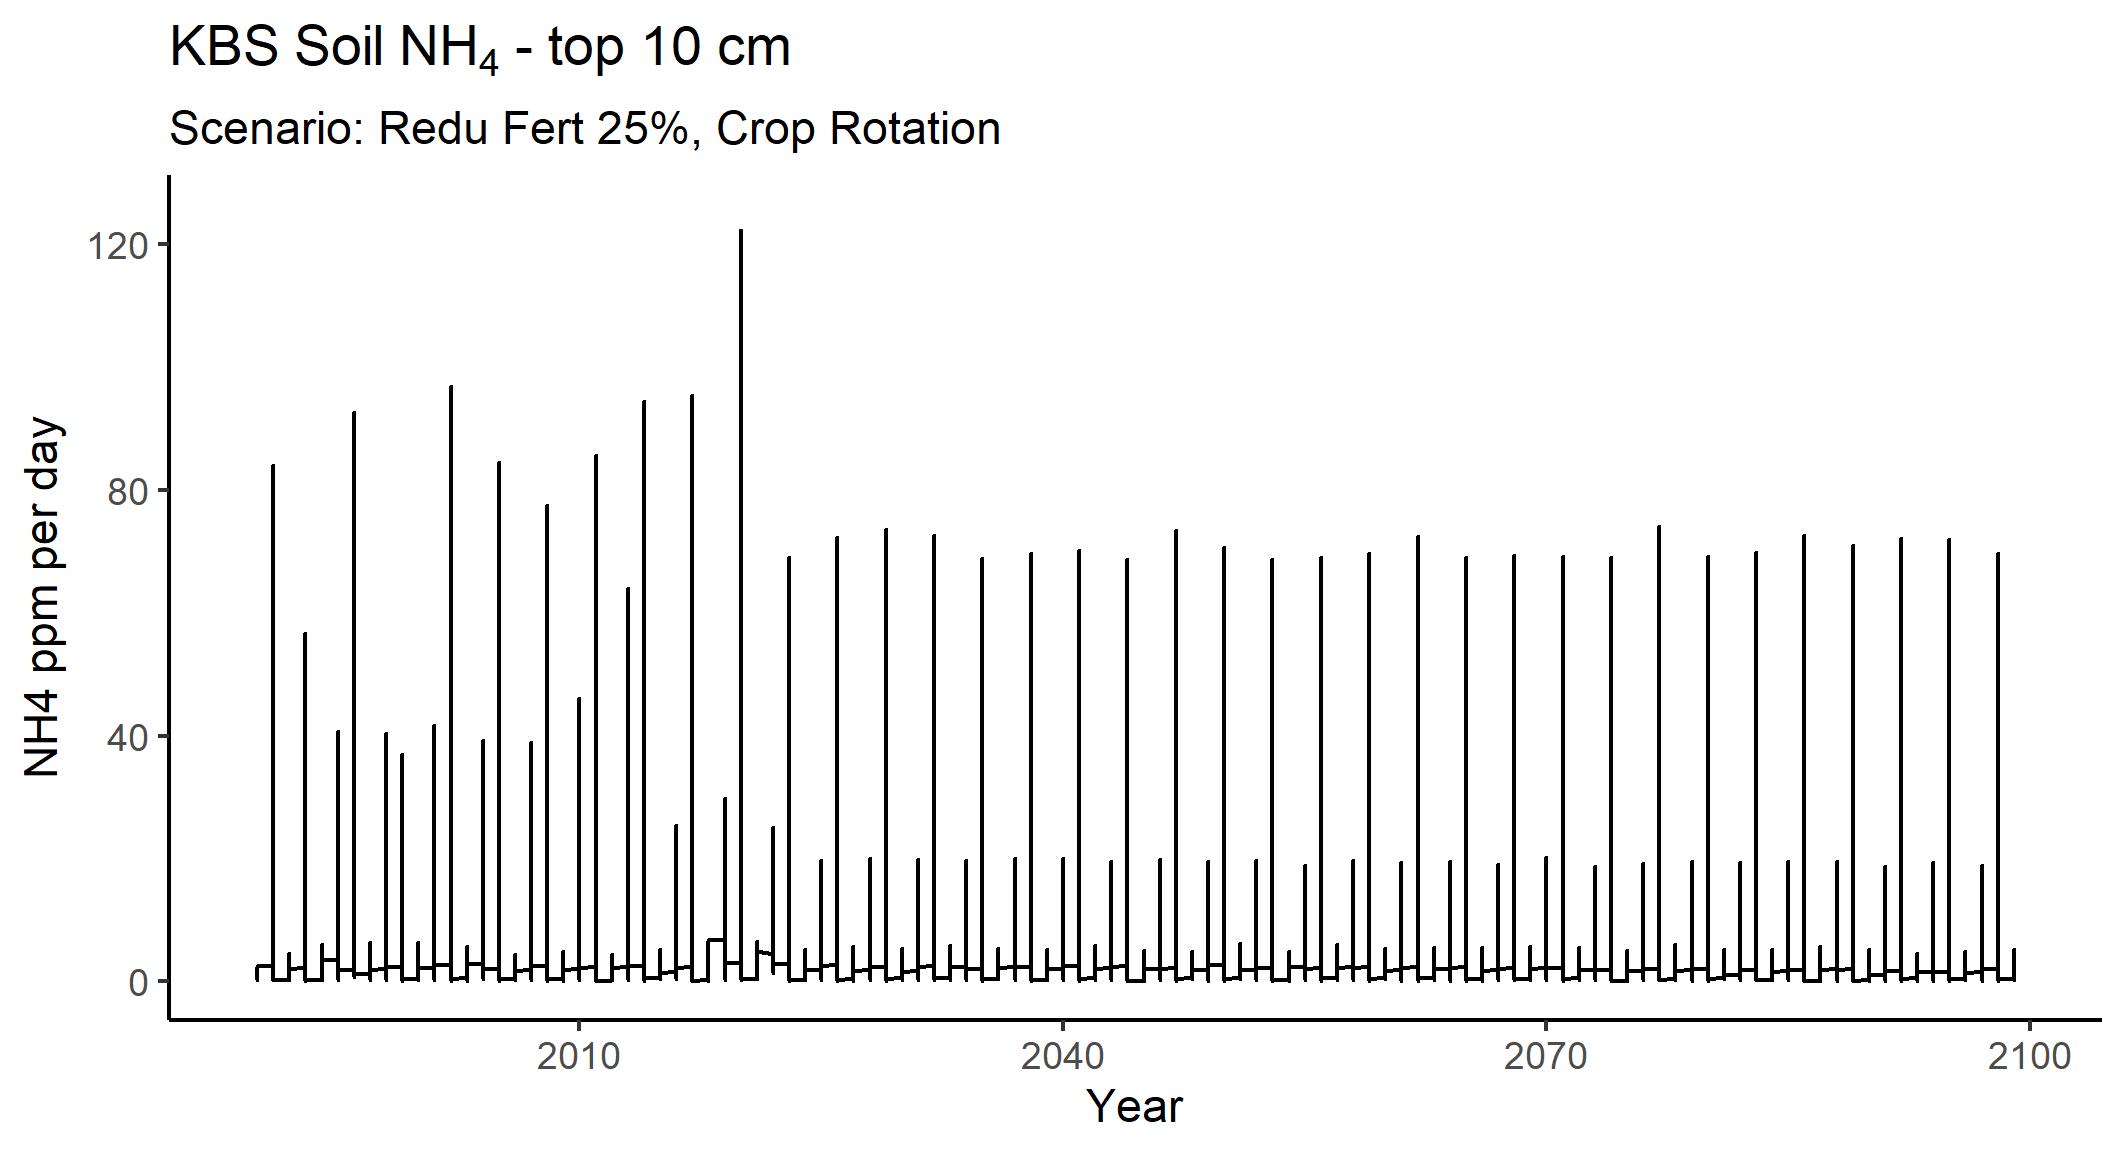 KBS Soil NH₄ - top 10 cm
Scenario: Redu Fert 25%, Crop Rotation
NH4 ppm per day
120
80
40
0
2010 2040 2070 2100
Year